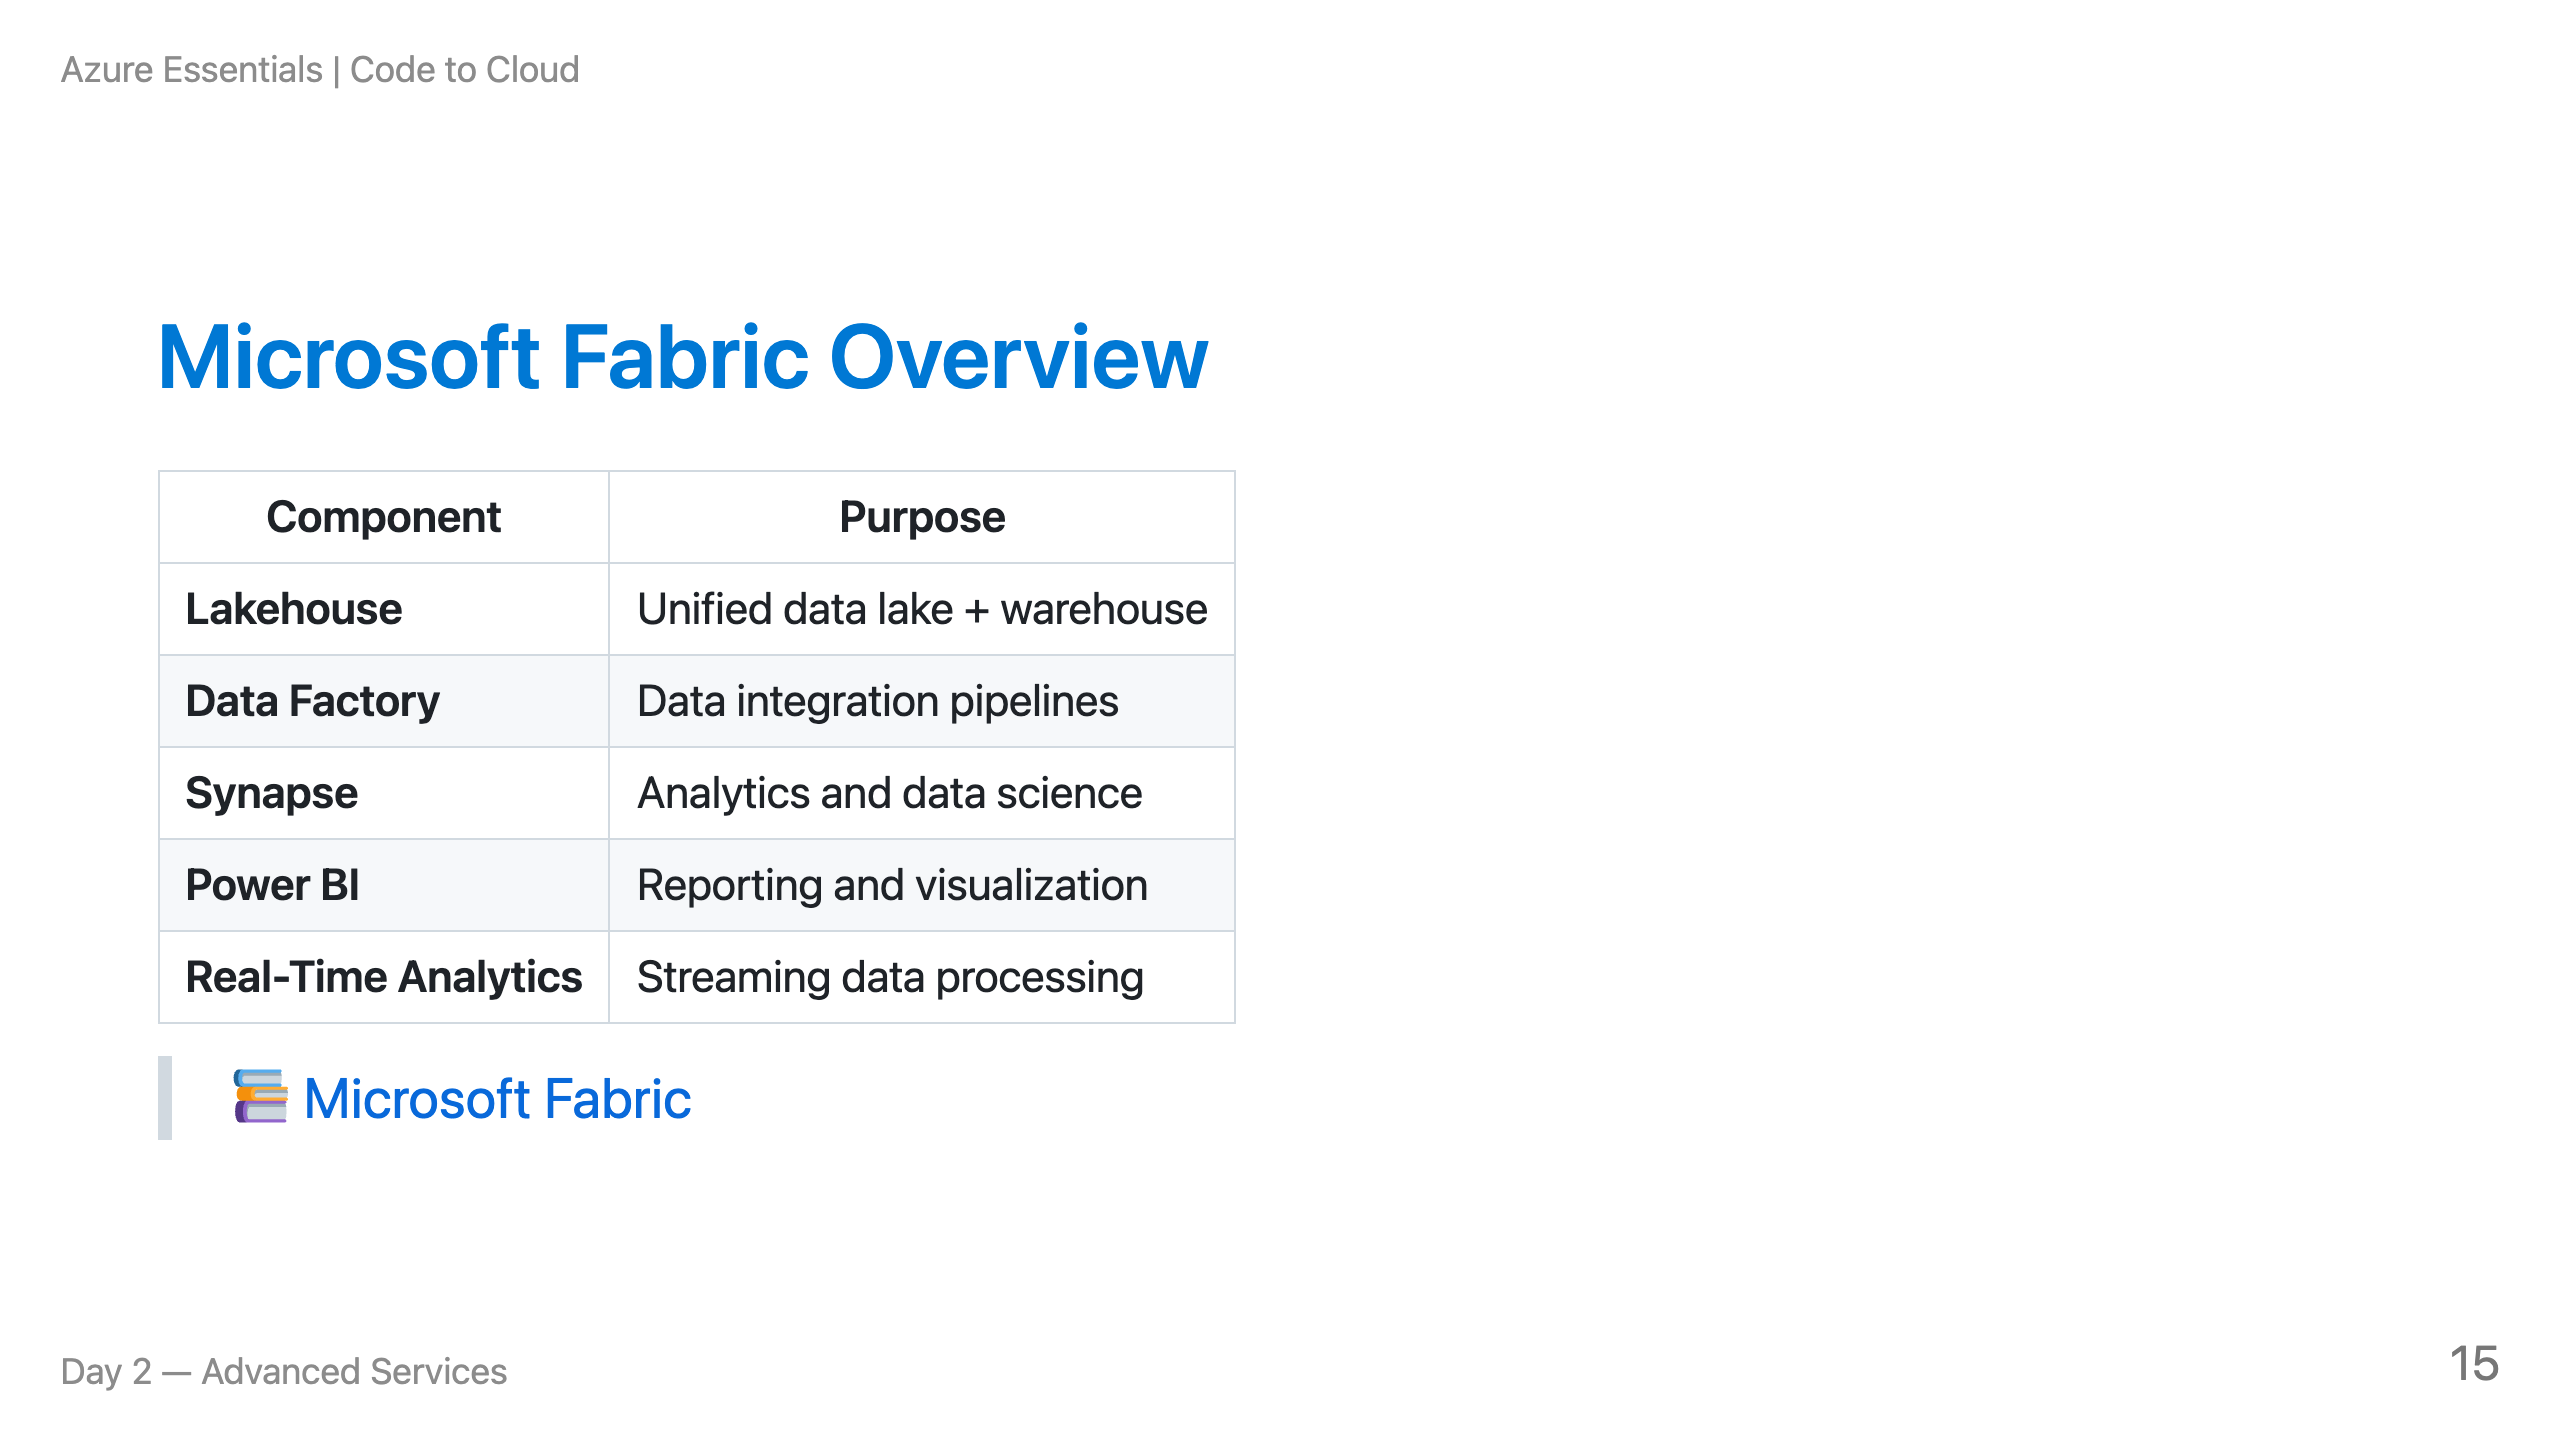 Azure Essentials | Code to Cloud
Microsoft Fabric Overview
Component Purpose
Lakehouse Unified data lake + warehouse
Data Factory Data integration pipelines
Synapse Analytics and data science
Power BI Reporting and visualization
Real-Time Analytics Streaming data processing
📚 Microsoft Fabric
Day 2 — Advanced Services
15